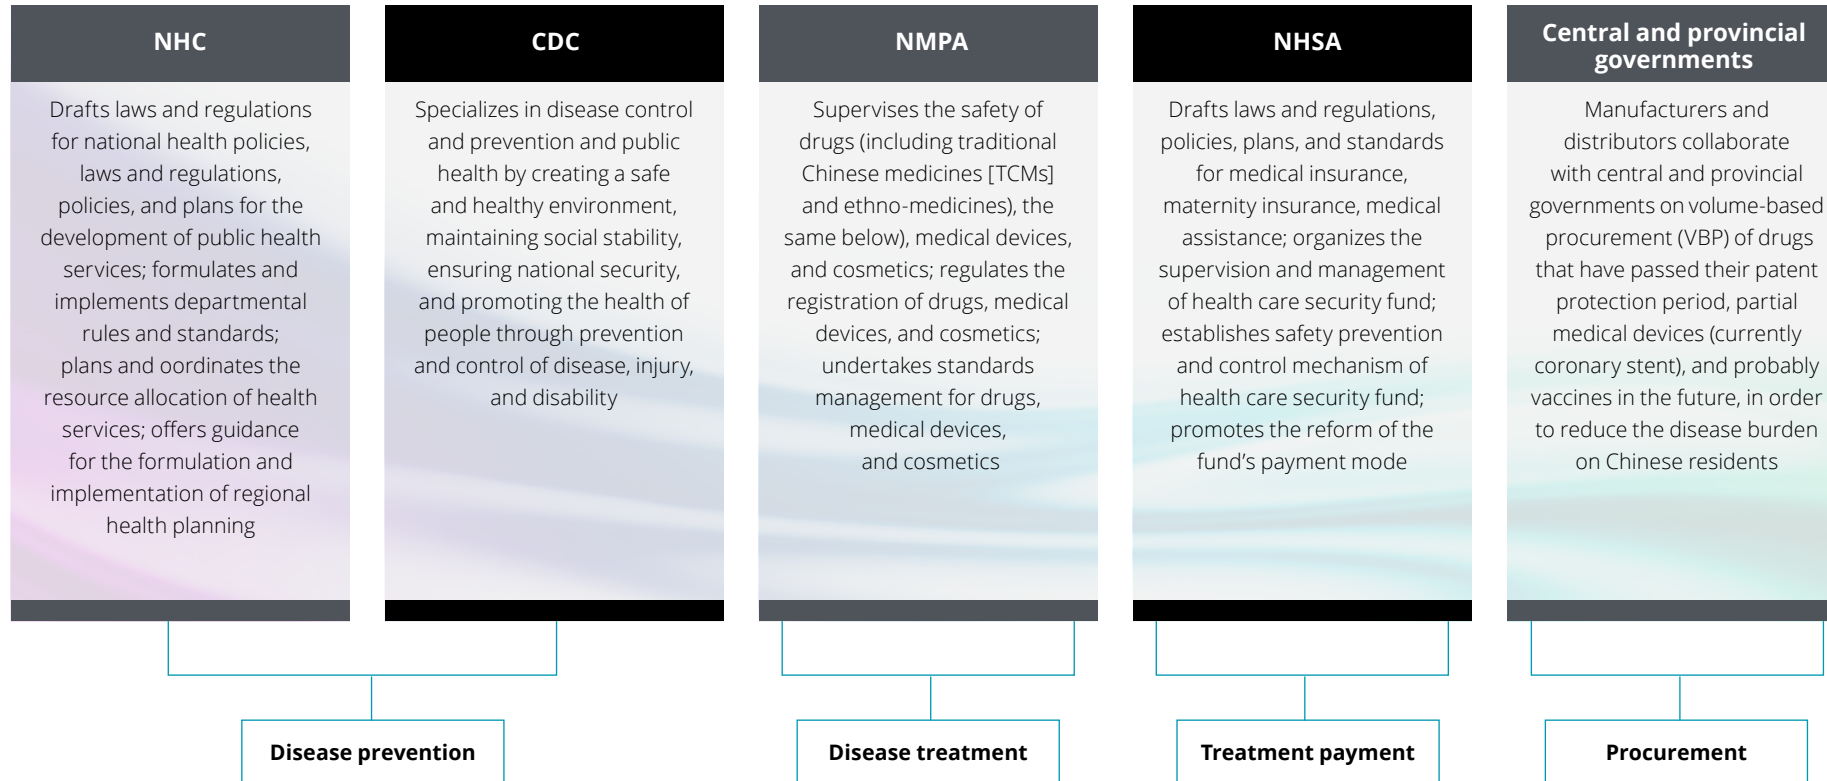 NHC
Drafts laws and regulations
for national health policies,
laws and regulations,
policies, and plans for the
development of public health
services; formulates and
implements departmental
rules and standards;
plans and oordinates the
resource allocation of health
services; offers guidance
for the formulation and
implementation of regional
health planning
CDC
Specializes in disease control
and prevention and public
health by creating a safe
and healthy environment,
maintaining social stability,
ensuring national security,
and promoting the health of
people through prevention
and control of disease, injury,
and disability
NMPA
Supervises the safety of
drugs (including traditional
Chinese medicines [TCMs]
and ethno-medicines), the
same below), medical devices,
and cosmetics; regulates the
registration of drugs, medical
devices, and cosmetics;
undertakes standards
management for drugs,
medical devices,
and cosmetics
NHSA
Drafts laws and regulations,
policies, plans, and standards
for medical insurance,
maternity insurance, medical
assistance; organizes the
supervision and management
of health care security fund;
establishes safety prevention
and control mechanism of
health care security fund;
promotes the reform of the
fund’s payment mode
Central and provincial
governments
Manufacturers and
distributors collaborate
with central and provincial
governments on volume-based
procurement (VBP) of drugs
that have passed their patent
protection period, partial
medical devices (currently
coronary stent), and probably
vaccines in the future, in order
to reduce the disease burden
on Chinese residents
Disease prevention
Disease treatment
Treatment payment
Procurement